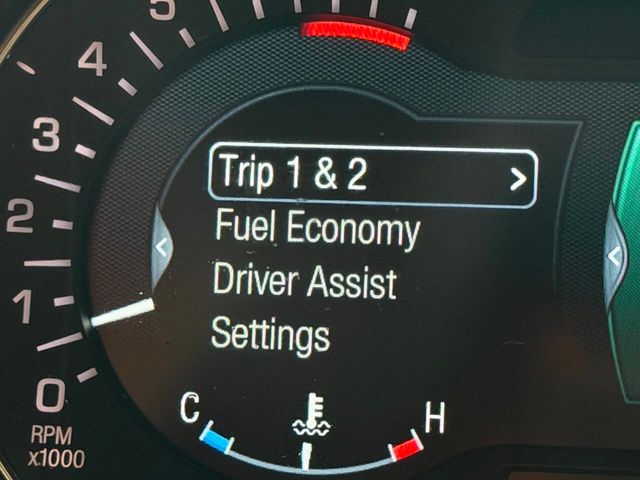 5
4
3
2
1
0
RPM
x1000
Trip 1 & 2 >
Fuel Economy
Driver Assist
Settings
<
<
C H